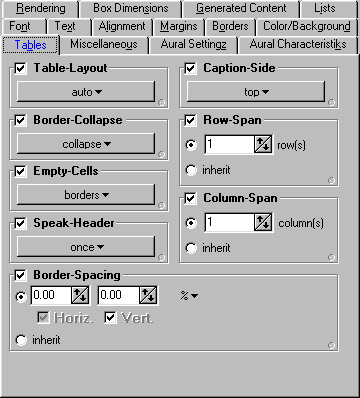 Rendering Box Dimensions Generated Content Lists
Font Text Alignment Margins Borders Color/Background
Tables Miscellaneous Aural Settingz Aural Characteristiks
Table-Layout
auto
Caption-Side
top
Border-Collapse
collapse
Row-Span
1 row(s)
inherit
Empty-Cells
borders
Column-Span
1 column(s)
inherit
Speak-Header
once
Border-Spacing
0.00 0.00 %
Horiz. Vert.
inherit